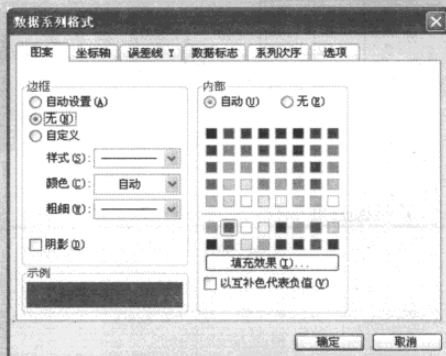 数据系列格式
图案 坐标轴 误差线 Y 数据标志 系列次序 选项
边框
自动设置(A)
无(N)
自定义
样式(S):
颜色(C): 自动
粗细(W):
阴影(D)
示例
内部
自动(U) 无(E)
填充效果(I)...
以互补色代表负值(V)
确定 取消